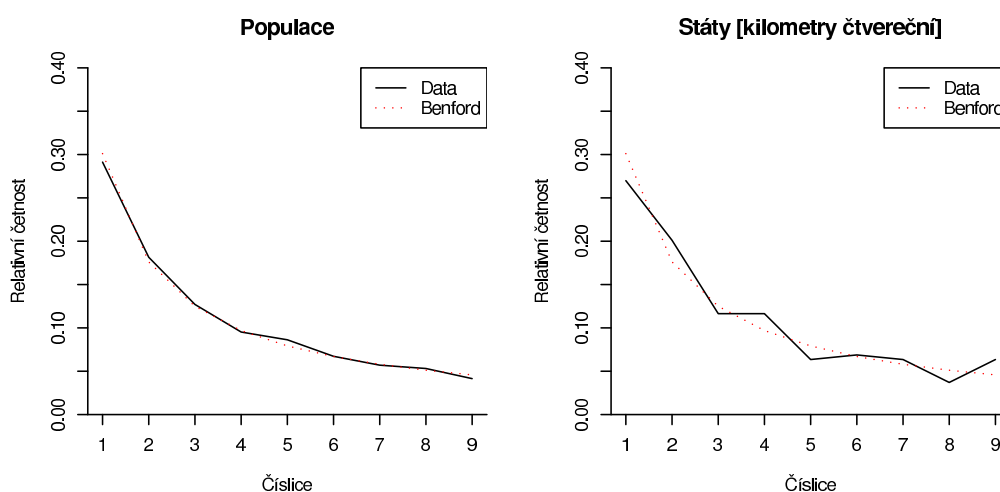 Populace
0.40
0.30
0.20
0.10
0.00
Relativní četnost
Data
Benford
1 2 3 4 5 6 7 8 9
Číslice
Státy [kilometry čtvereční]
0.40
0.30
0.20
0.10
0.00
Relativní četnost
Data
Benford
1 2 3 4 5 6 7 8 9
Číslice